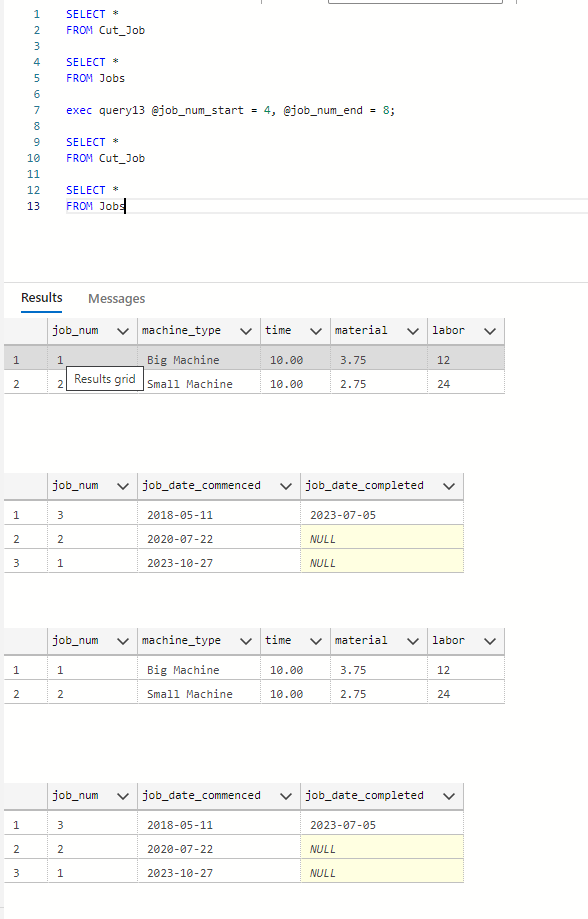 1 SELECT *
2 FROM Cut_Job
3
4 SELECT *
5 FROM Jobs
6
7 exec query13 @job_num_start = 4, @job_num_end = 8;
8
9 SELECT *
10 FROM Cut_Job
11
12 SELECT *
13 FROM Jobs
Results Messages
job_num machine_type time material labor
1 1 Big Machine 10.00 3.75 12
2 2 Small Machine 10.00 2.75 24
Results grid
job_num job_date_commenced job_date_completed
1 3 2018-05-11 2023-07-05
2 2 2020-07-22 NULL
3 1 2023-10-27 NULL
job_num machine_type time material labor
1 1 Big Machine 10.00 3.75 12
2 2 Small Machine 10.00 2.75 24
job_num job_date_commenced job_date_completed
1 3 2018-05-11 2023-07-05
2 2 2020-07-22 NULL
3 1 2023-10-27 NULL